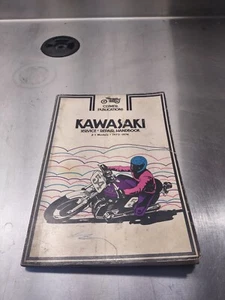 CLYMER
PUBLICATIONS
KAWASAKI
SERVICE • REPAIR HANDBOOK